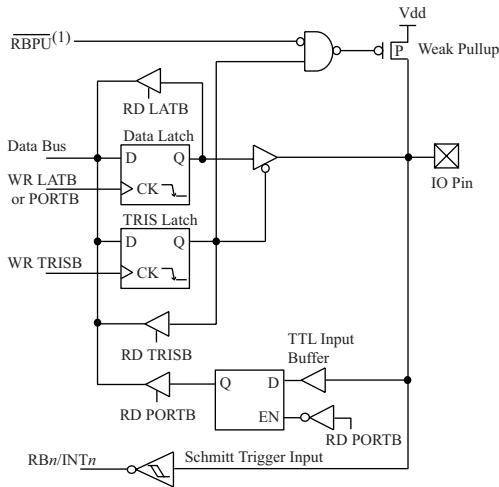 Vdd
RBPU(1)
P
Weak Pullup
RD LATB
Data Bus
Data Latch
D Q
WR LATB
or PORTB
CK
IO Pin
TRIS Latch
D Q
WR TRISB
CK
RD TRISB
TTL Input
Buffer
Q D
RD PORTB
EN
RD PORTB
RBn/INTn
Schmitt Trigger Input